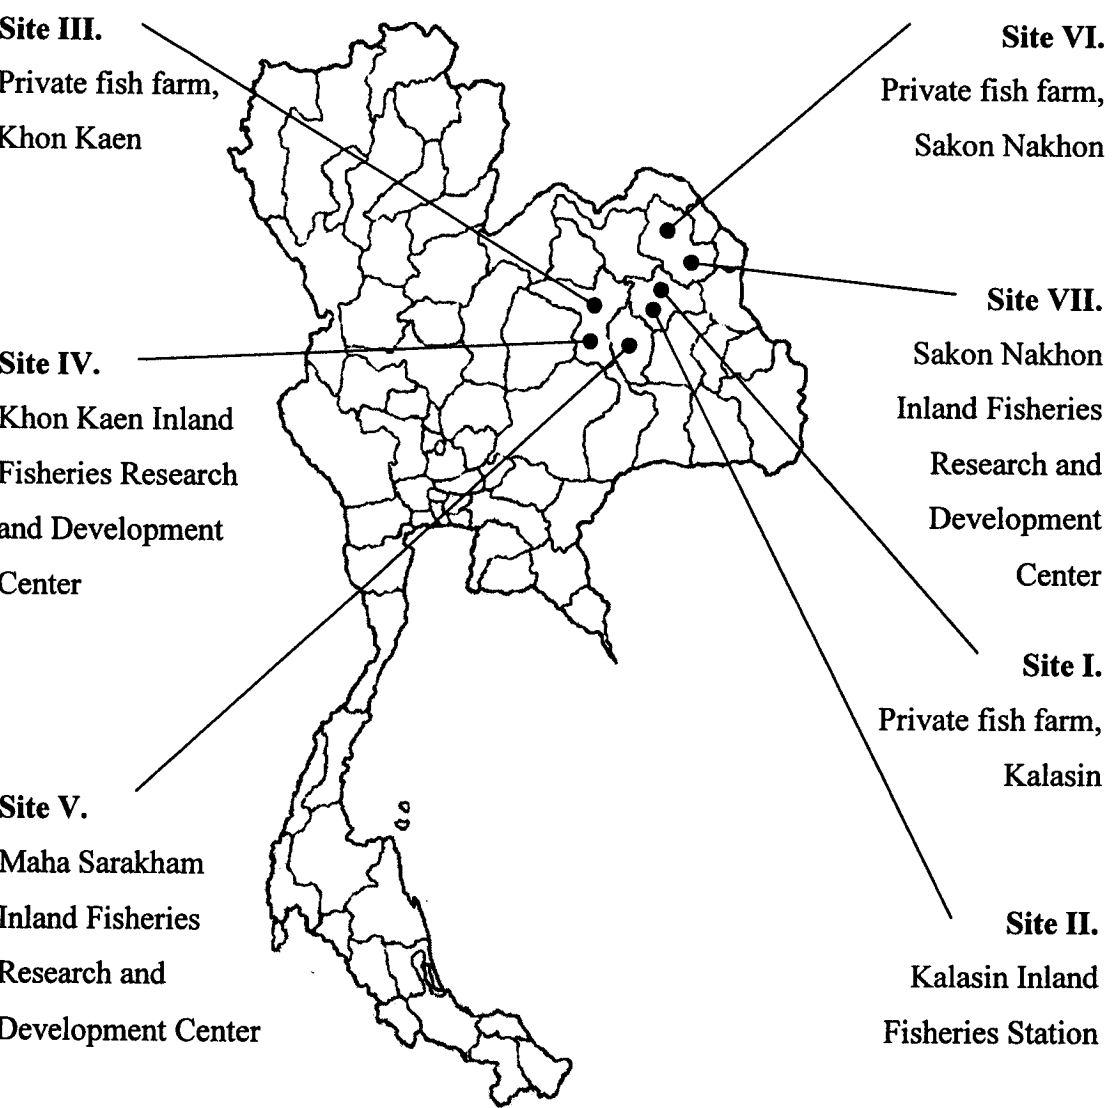 Site III.
Private fish farm,
Khon Kaen
Site IV.
Khon Kaen Inland
Fisheries Research
and Development
Center
Site V.
Maha Sarakham
Inland Fisheries
Research and
Development Center
Site VI.
Private fish farm,
Sakon Nakhon
Site VII.
Sakon Nakhon
Inland Fisheries
Research and
Development
Center
Site I.
Private fish farm,
Kalasin
Site II.
Kalasin Inland
Fisheries Station